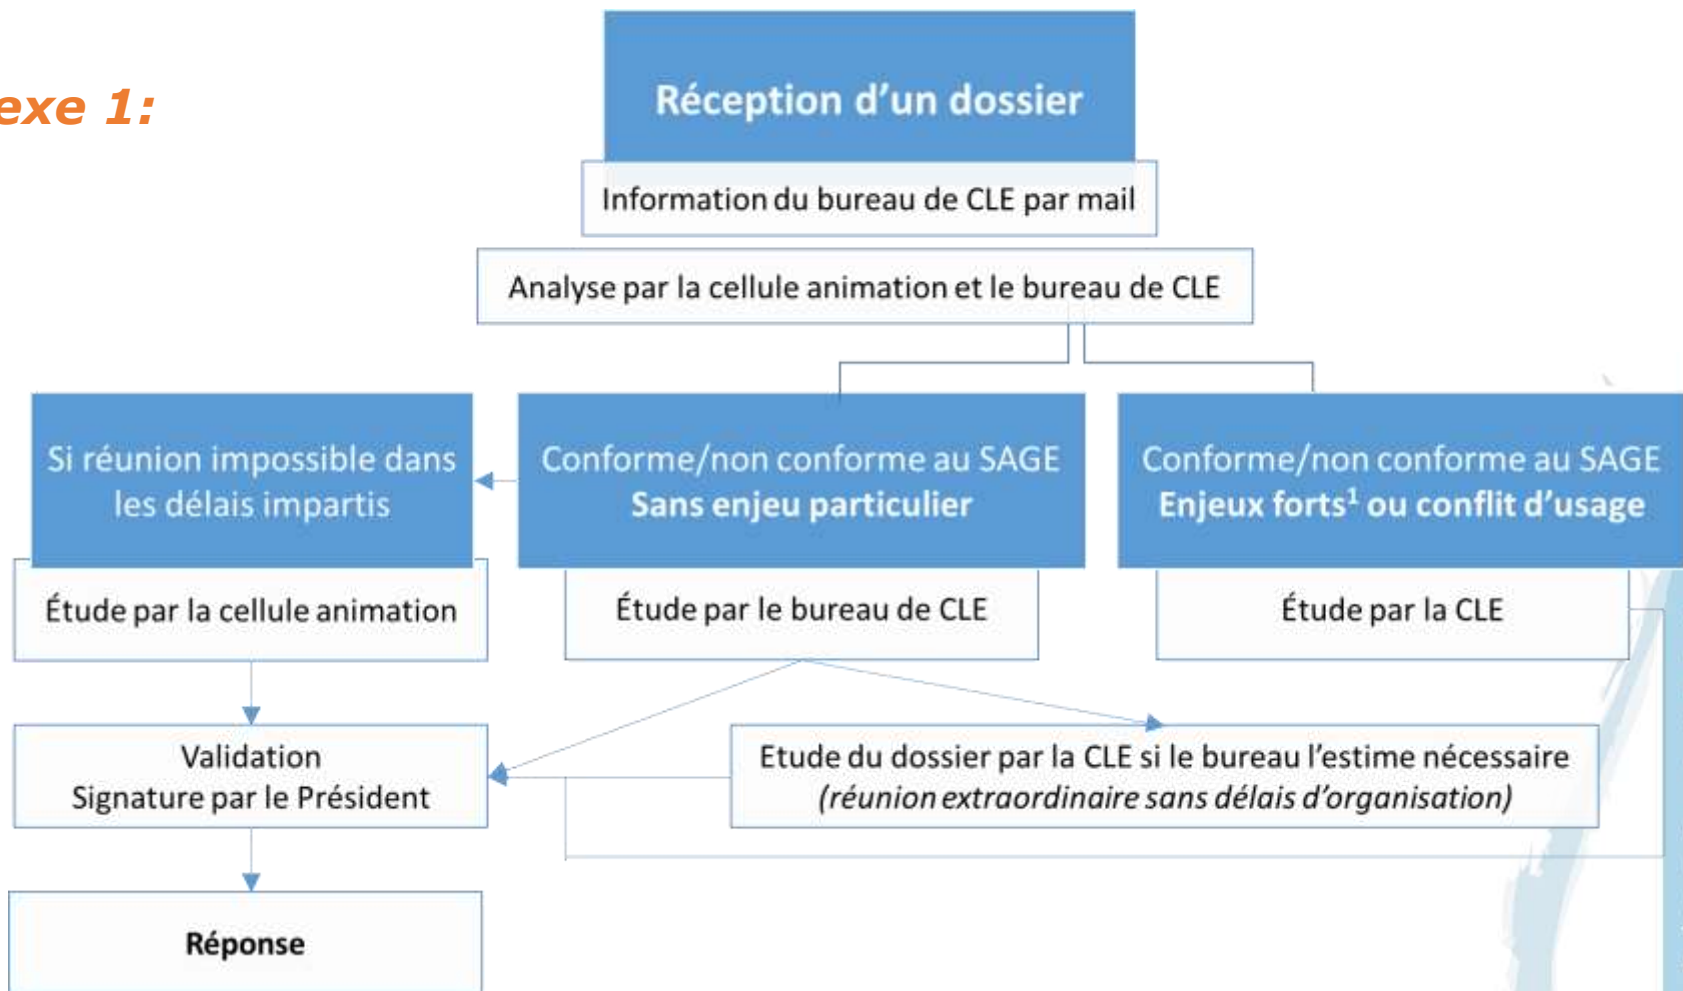 exe 1:
Réception d’un dossier
Information du bureau de CLE par mail
Analyse par la cellule animation et le bureau de CLE
Si réunion impossible dans
les délais impartis
Conforme/non conforme au SAGE
Sans enjeu particulier
Conforme/non conforme au SAGE
Enjeux forts¹ ou conflit d’usage
Étude par la cellule animation
Étude par le bureau de CLE
Étude par la CLE
Validation
Signature par le Président
Etude du dossier par la CLE si le bureau l’estime nécessaire
(réunion extraordinaire sans délais d’organisation)
Réponse